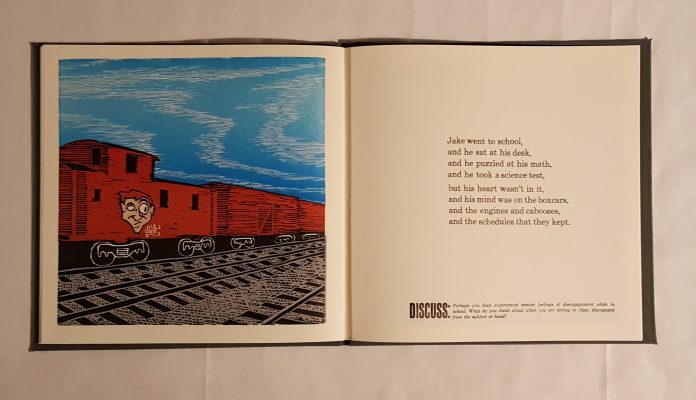 Jake went to school,
and he sat at his desk,
and he puzzled at his math,
and he took a science test,
but his heart wasn't in it,
and his mind was on the boxcars,
and the engines and cabooses,
and the schedules that they kept.
DISCUSS: Perhaps you have experienced similar feelings of disengagement while in
school. What do you think about when you are sitting in class, disengaged
from the subject at hand?